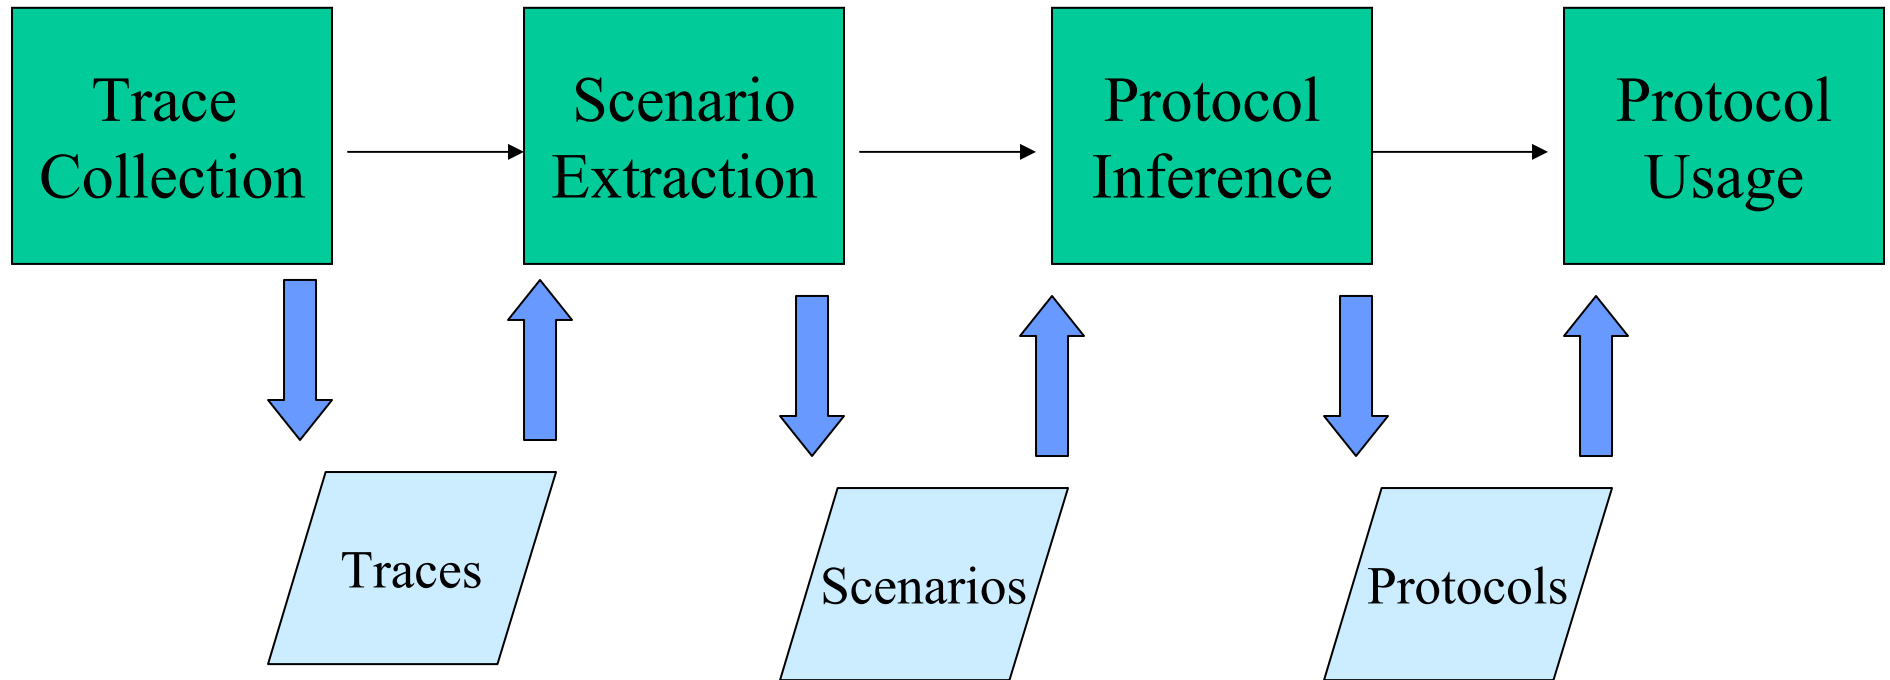 Trace
Collection
Scenario
Extraction
Protocol
Inference
Protocol
Usage
Traces
Scenarios
Protocols